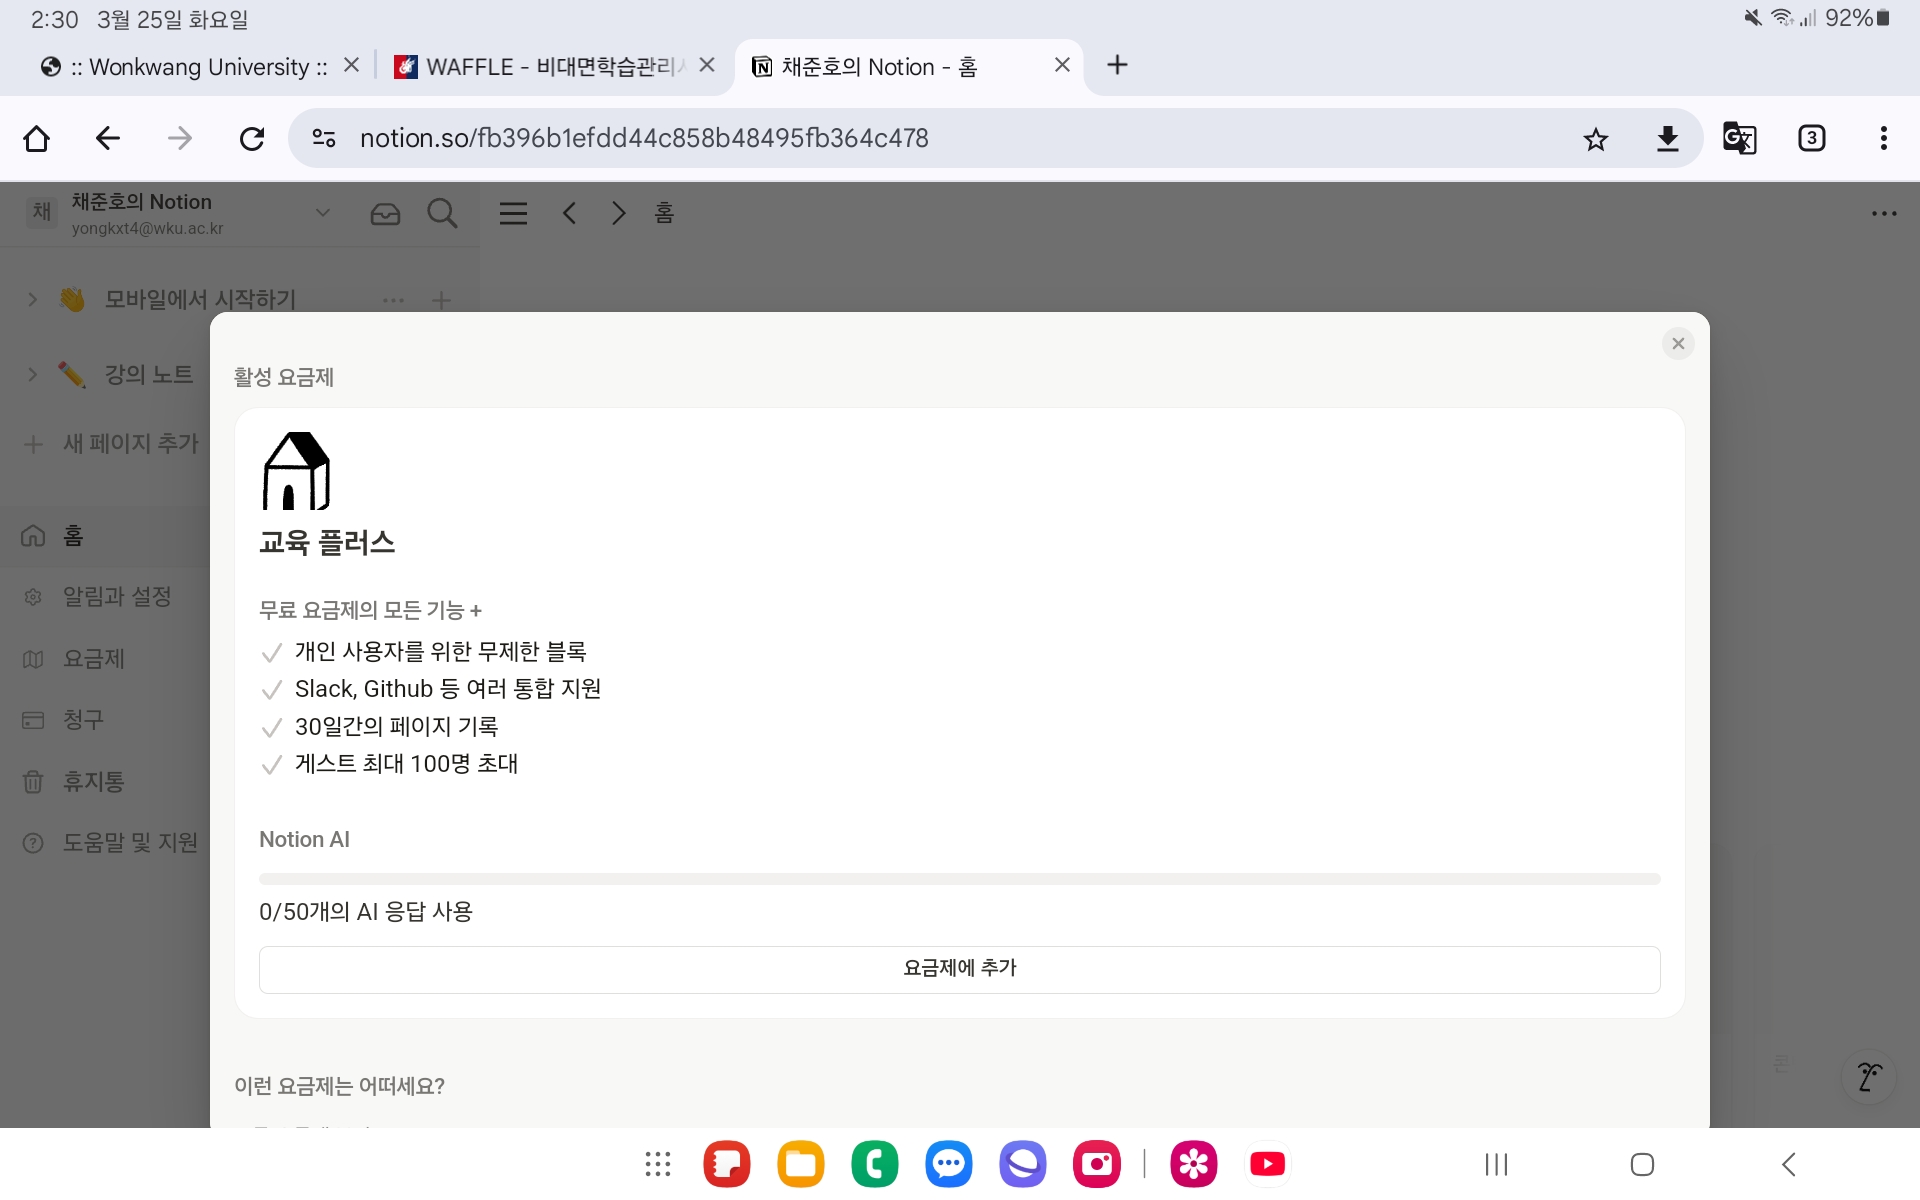 2:30 3월 25일 화요일
92%
:: Wonkwang University ::
WAFFLE - 비대면학습관리
채준호의 Notion - 홈
notion.so/fb396b1efdd44c858b48495fb364c478
3
채 채준호의 Notion
yongkxt4@wku.ac.kr
홈
모바일에서 시작하기
강의 노트
새 페이지 추가
홈
알림과 설정
요금제
청구
휴지통
도움말 및 지원
활성 요금제
교육 플러스
무료 요금제의 모든 기능 +
개인 사용자를 위한 무제한 블록
Slack, Github 등 여러 통합 지원
30일간의 페이지 기록
게스트 최대 100명 초대
Notion AI
0/50개의 AI 응답 사용
요금제에 추가
이런 요금제는 어떠세요?